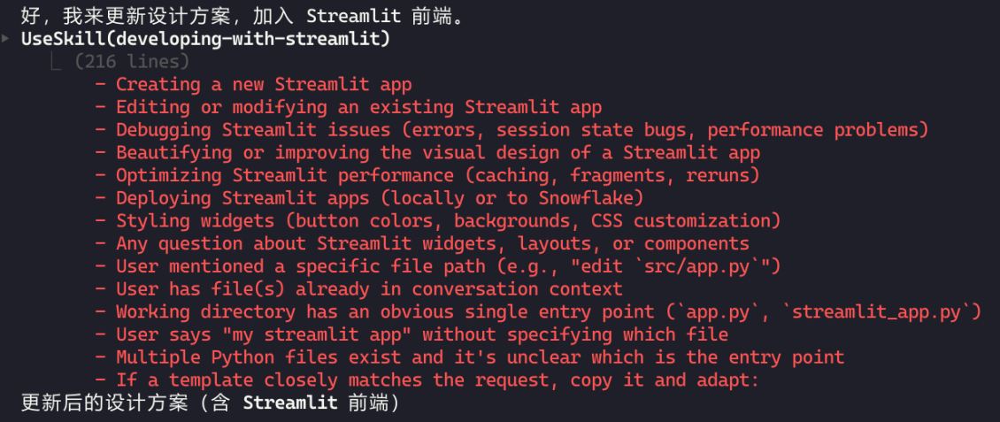 好，我来更新设计方案，加入 Streamlit 前端。
UseSkill(developing-with-streamlit)
(216 lines)
- Creating a new Streamlit app
- Editing or modifying an existing Streamlit app
- Debugging Streamlit issues (errors, session state bugs, performance problems)
- Beautifying or improving the visual design of a Streamlit app
- Optimizing Streamlit performance (caching, fragments, reruns)
- Deploying Streamlit apps (locally or to Snowflake)
- Styling widgets (button colors, backgrounds, CSS customization)
- Any question about Streamlit widgets, layouts, or components
- User mentioned a specific file path (e.g., "edit `src/app.py`")
- User has file(s) already in conversation context
- Working directory has an obvious single entry point (`app.py`, `streamlit_app.py`)
- User says "my streamlit app" without specifying which file
- Multiple Python files exist and it's unclear which is the entry point
- If a template closely matches the request, copy it and adapt:
更新后的设计方案（含 Streamlit 前端）